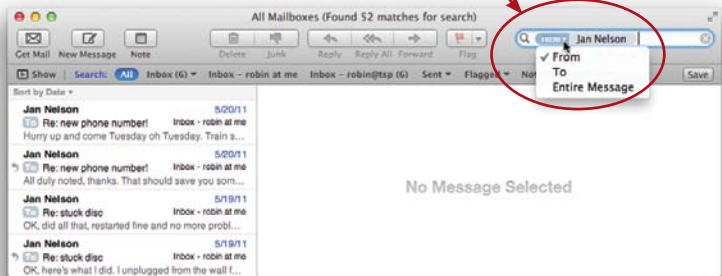 All Mailboxes (Found 52 matches for search)
Get Mail New Message Note Delete Junk Reply Reply All Forward Flag
Jan Nelson
Show Search: All Inbox (6) Inbox - robin at me Inbox - robin@tsp (6) Sent Flagged Save
From
To
Entire Message
Sort by Date
Jan Nelson 5/20/11
To Re: new phone number! Inbox - robin at me
Hurry up and come Tuesday oh Tuesday. Train s...
Jan Nelson 5/20/11
To Re: new phone number! Inbox - robin at me
All duly noted, thanks. That should save you som...
Jan Nelson 5/19/11
To Re: stuck disc Inbox - robin at me
OK, did all that, restarted fine and no more probl...
Jan Nelson 5/19/11
To Re: stuck disc Inbox - robin at me
OK, here's what I did. I unplugged from the wall f...
No Message Selected